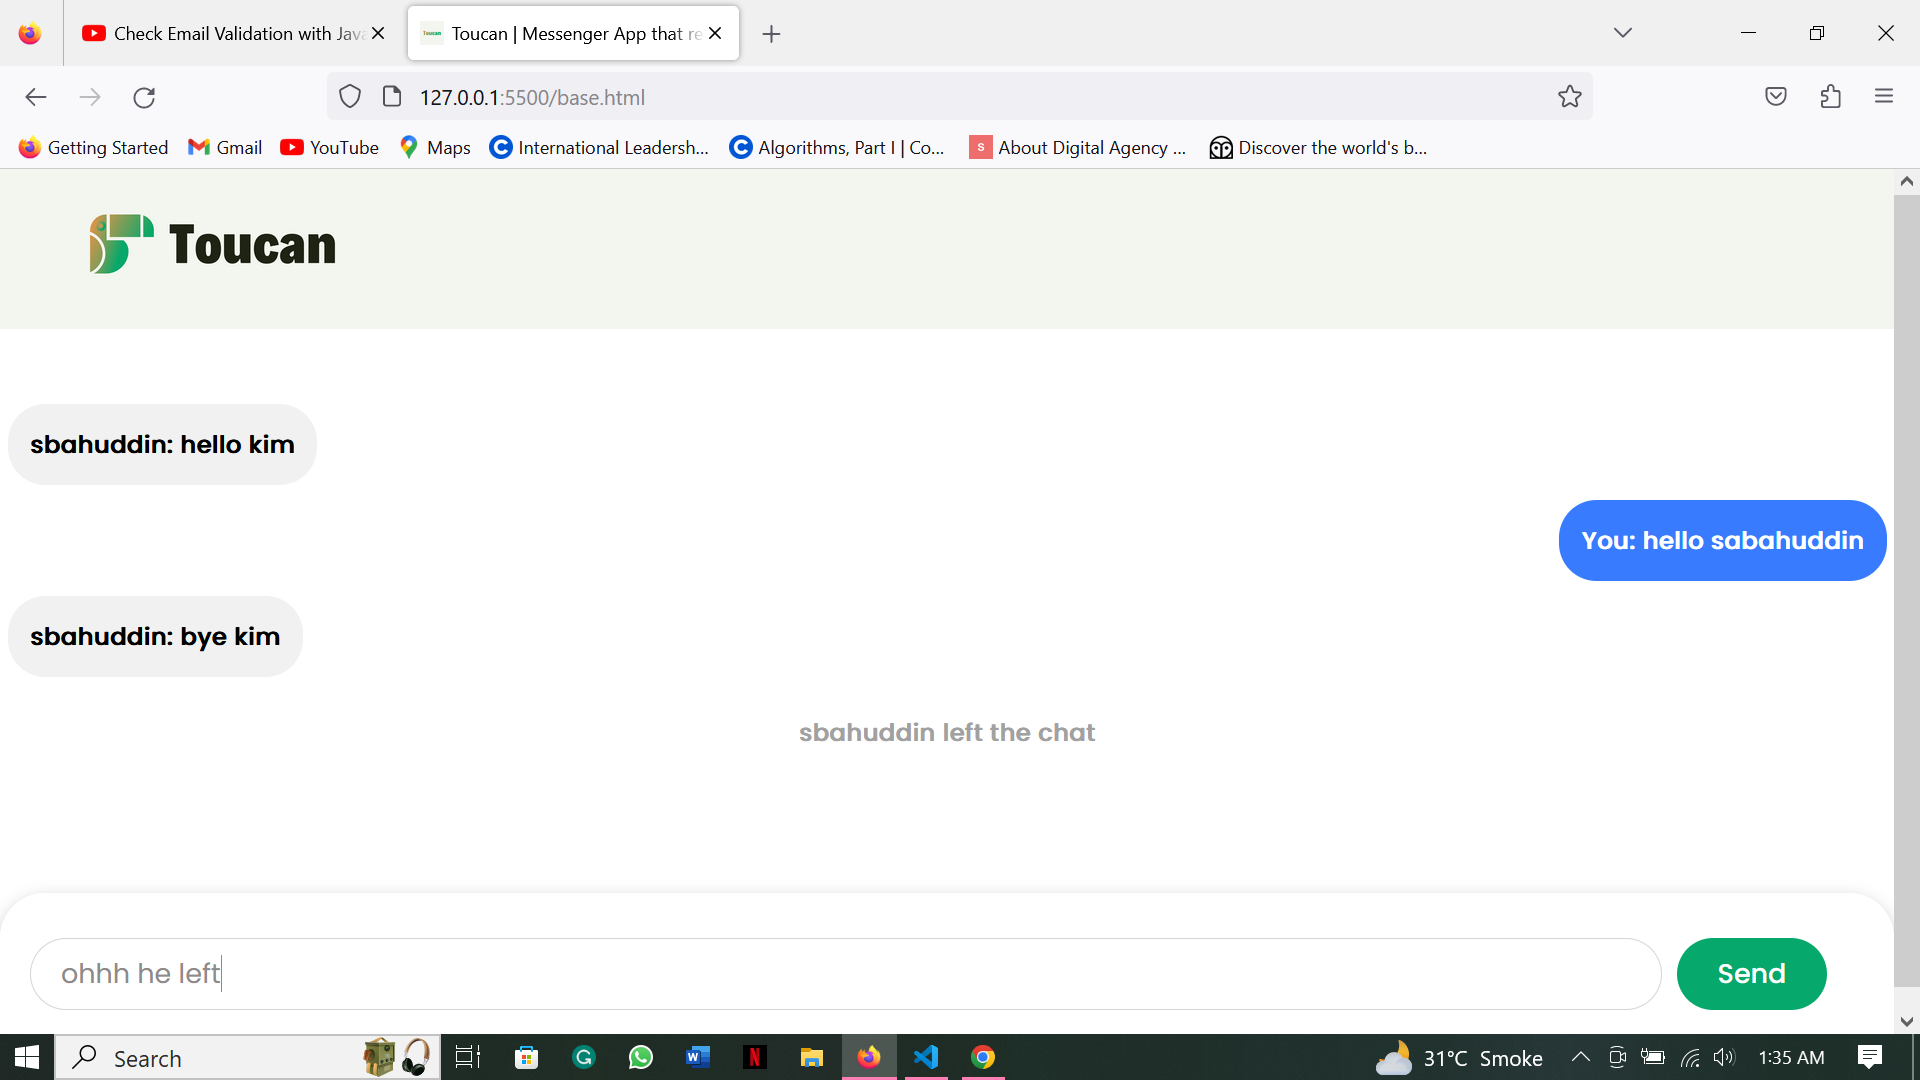 Check Email Validation with Java
Toucan | Messenger App that re
127.0.0.1:5500/base.html
Getting Started
Gmail
YouTube
Maps
International Leadersh...
Algorithms, Part I | Co...
About Digital Agency ...
Discover the world's b...
Toucan
sbahuddin: hello kim
You: hello sabahuddin
sbahuddin: bye kim
sbahuddin left the chat
ohhh he left
Send
Search
31°C Smoke
1:35 AM